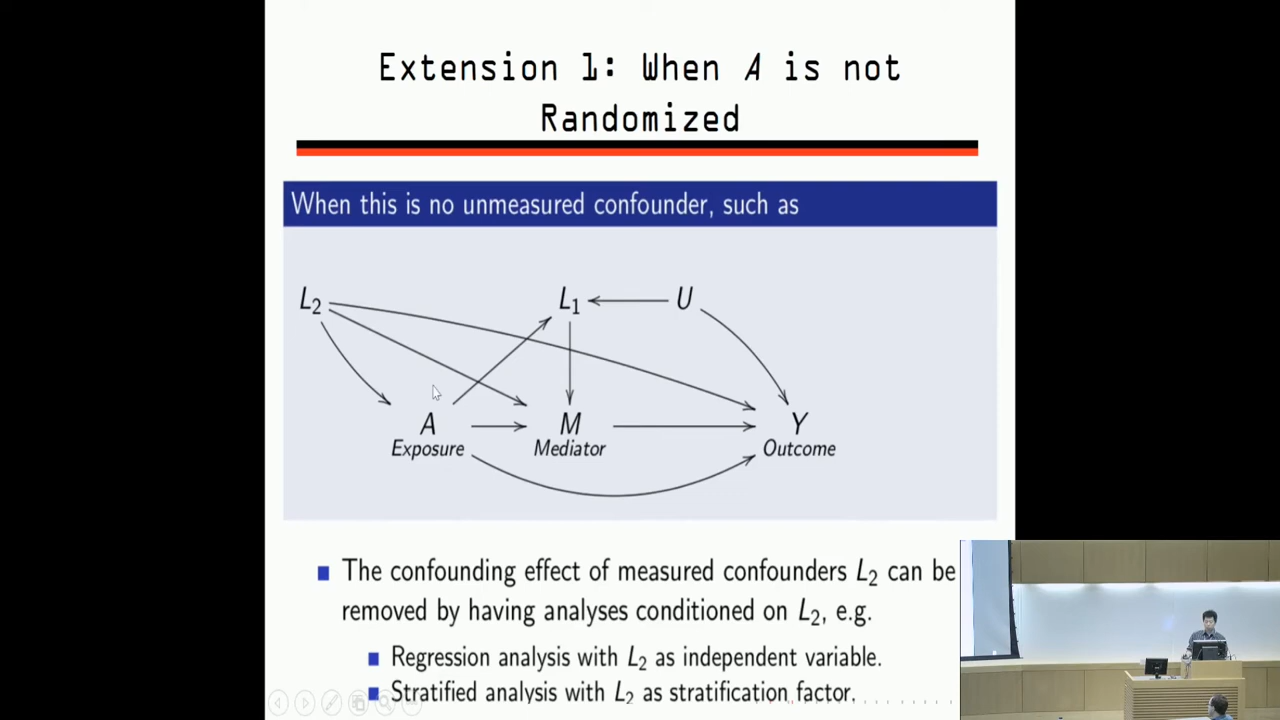 Extension 1: When A is not
Randomized
When this is no unmeasured confounder, such as
L2 L1 U
A M Y
Exposure Mediator Outcome
The confounding effect of measured confounders L2 can be
removed by having analyses conditioned on L2, e.g.
Regression analysis with L2 as independent variable.
Stratified analysis with L2 as stratification factor.